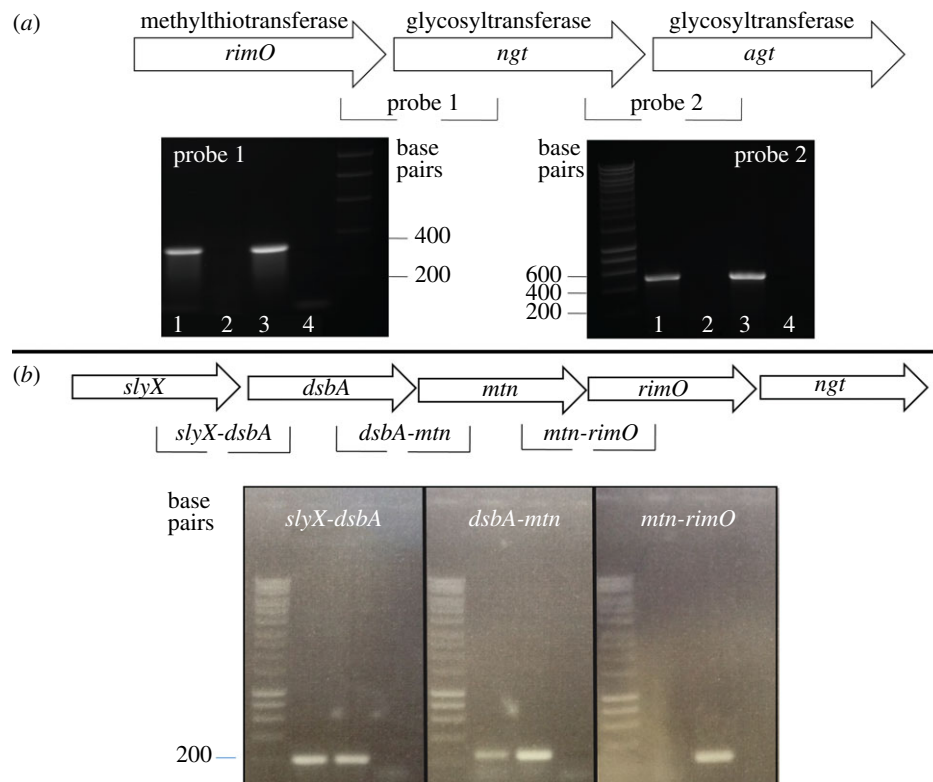 (a)
methylthiotransferase glycosyltransferase glycosyltransferase
rimO ngt agt
probe 1 probe 2
probe 1 base pairs base pairs probe 2
400
200
600
400
200
1 2 3 4 1 2 3 4
(b)
slyX dsbA mtn rimO ngt
slyX-dsbA dsbA-mtn mtn-rimO
base
pairs
slyX-dsbA dsbA-mtn mtn-rimO
200